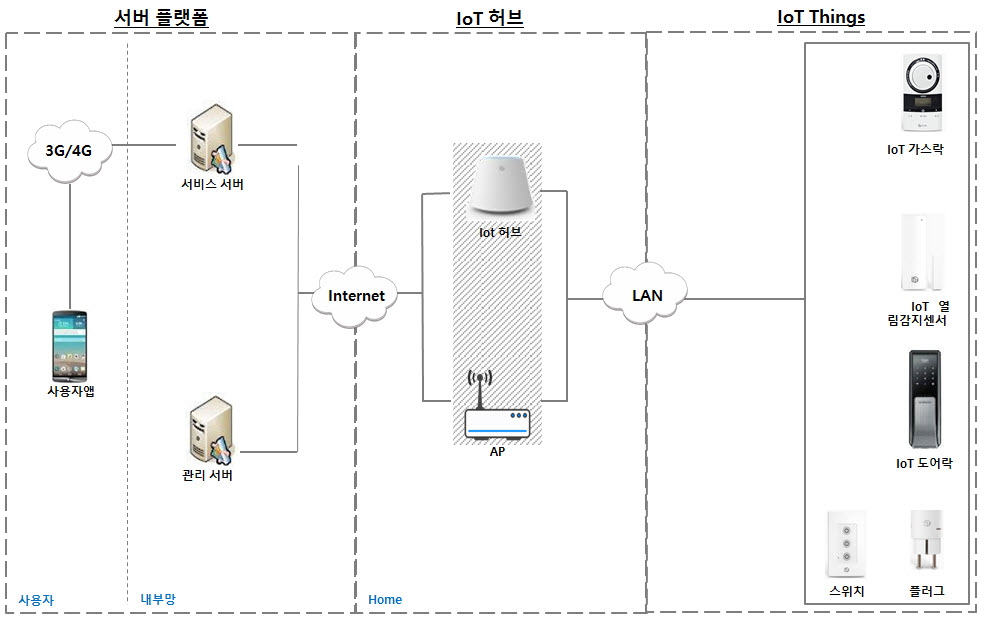 서버 플랫폼
IoT 허브
IoT Things
3G/4G
서비스 서버
사용자앱
관리 서버
Internet
Iot 허브
AP
LAN
IoT 가스락
IoT 열
림감지센서
IoT 도어락
스위치
플러그
사용자
내부망
Home